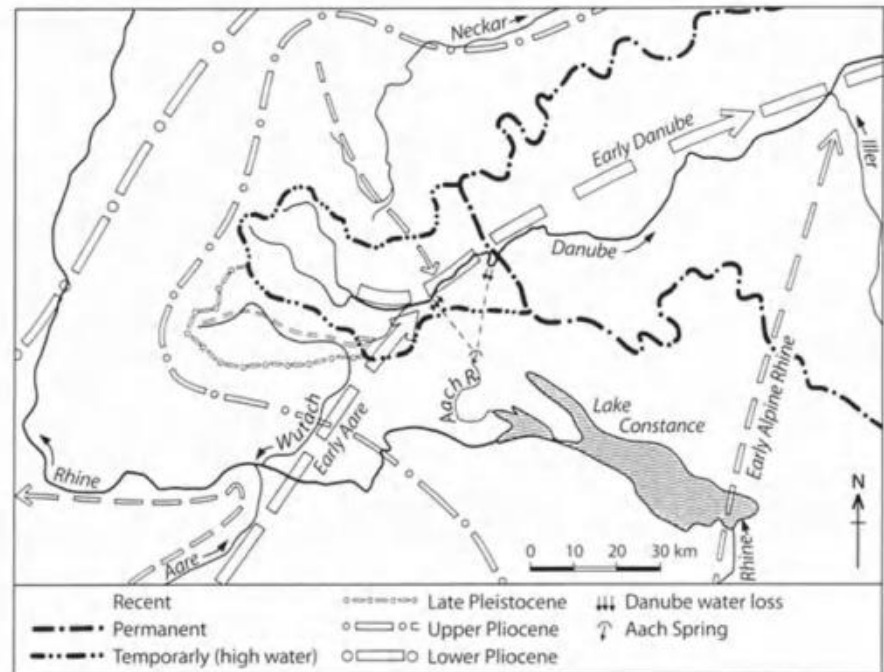 Neckar
Early Danube
Iller
Danube
Aach R.
Lake
Constance
Early Alpine Rhine
Wutach
Early Aare
Rhine
Aare
N
0 10 20 30 km
Rhine
Recent
Permanent
Temporarly (high water)
Late Pleistocene
Upper Pliocene
Lower Pliocene
Danube water loss
Aach Spring